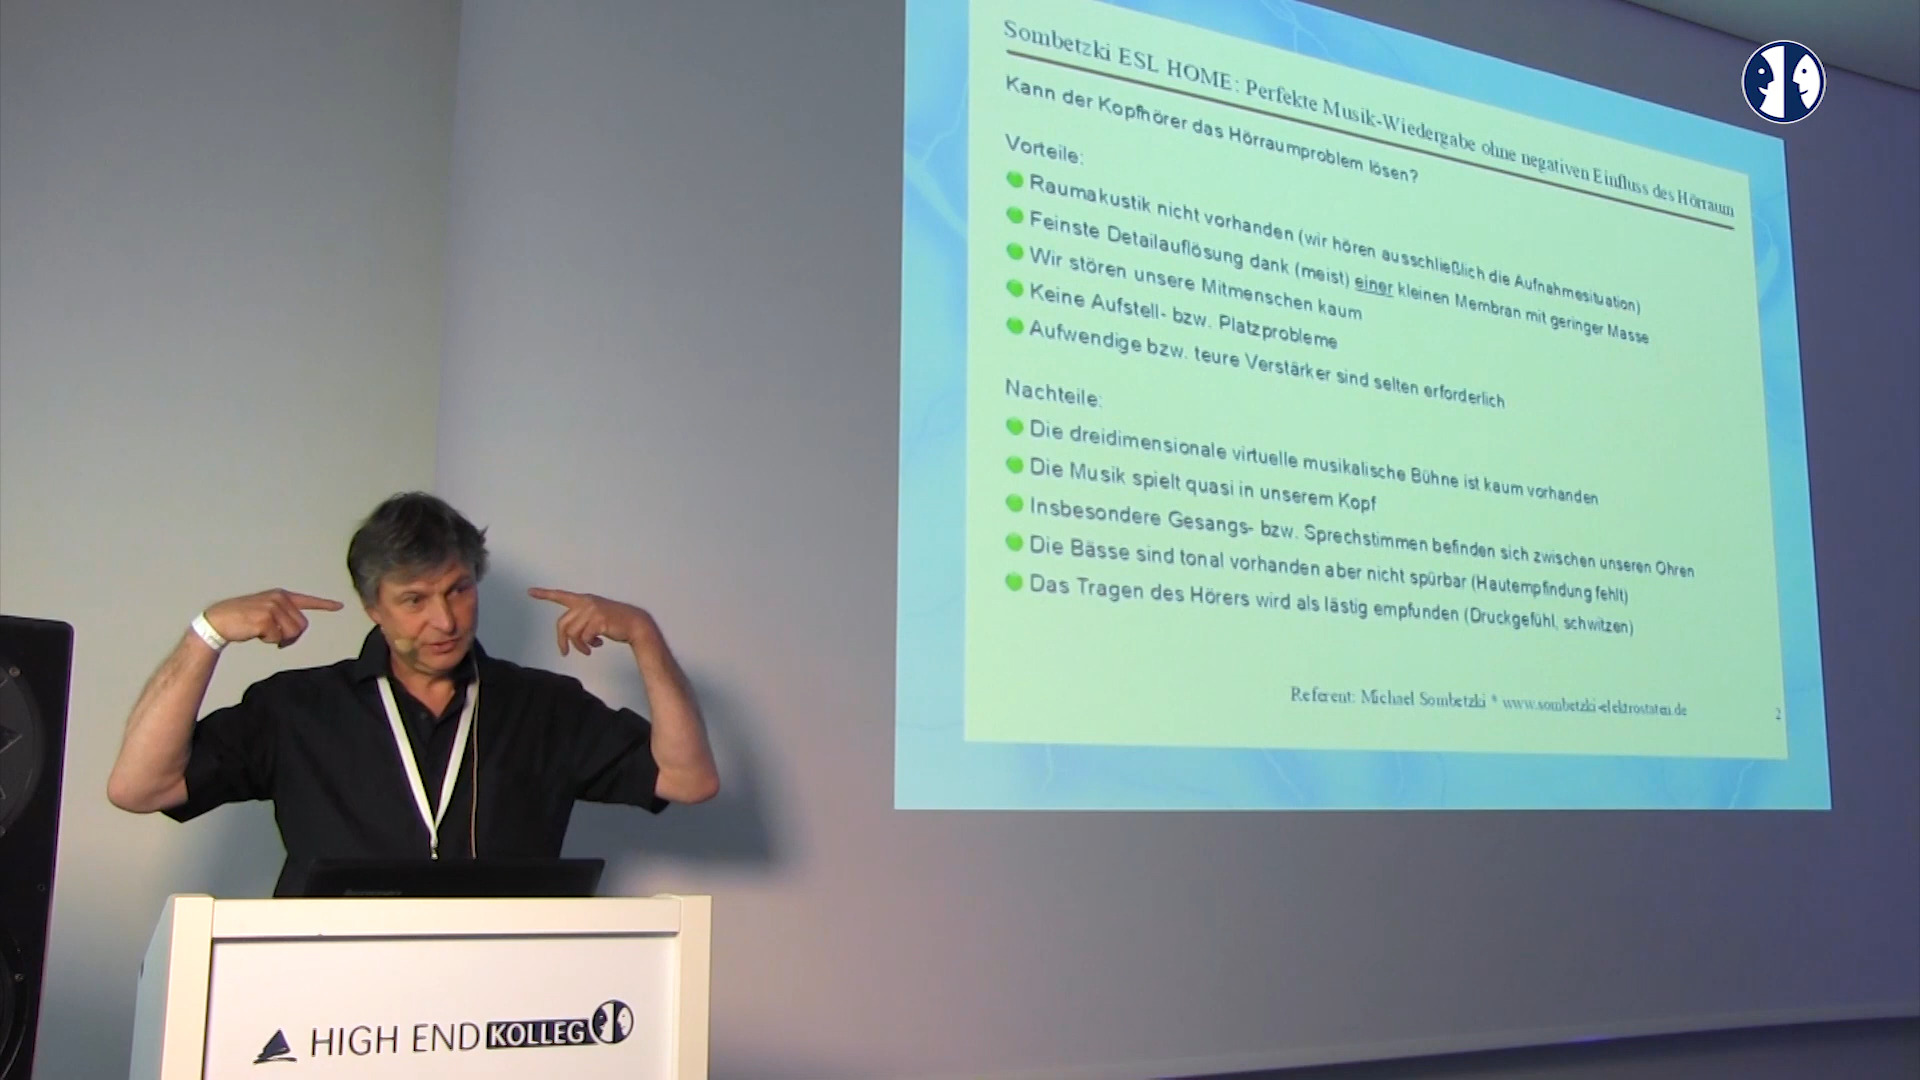 Sombetzki ESL HOME: Perfekte Musik-Wiedergabe ohne negativen Einfluss des Hörraum
Kann der Kopfhörer das Hörraumproblem lösen?
Vorteile:
Raumakustik nicht vorhanden (wir hören ausschließlich die Aufnahmesituation)
Feinste Detailauflösung dank (meist) einer kleinen Membran mit geringer Masse
Wir stören unsere Mitmenschen kaum
Keine Aufstell- bzw. Platzprobleme
Aufwendige bzw. teure Verstärker sind selten erforderlich
Nachteile:
Die dreidimensionale virtuelle musikalische Bühne ist kaum vorhanden
Die Musik spielt quasi in unserem Kopf
Insbesondere Gesangs- bzw. Sprechstimmen befinden sich zwischen unseren Ohren
Die Bässe sind tonal vorhanden aber nicht spürbar (Hautempfindung fehlt)
Das Tragen des Hörers wird als lästig empfunden (Druckgefühl, schwitzen)
Referent: Michael Sombetzki * www.sombetzki-elektrostaten.de
2
HIGH END KOLLEG